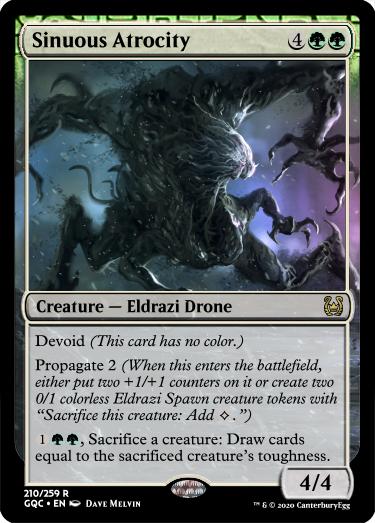 Sinuous Atrocity 4
Creature — Eldrazi Drone
Devoid (This card has no color.)
Propagate 2 (When this enters the battlefield,
either put two +1/+1 counters on it or create two
0/1 colorless Eldrazi Spawn creature tokens with
“Sacrifice this creature: Add .”)
1 , Sacrifice a creature: Draw cards
equal to the sacrificed creature's toughness.
4/4
210/259 R
GQC • EN Dave Melvin
™ & © 2020 CanterburyEgg